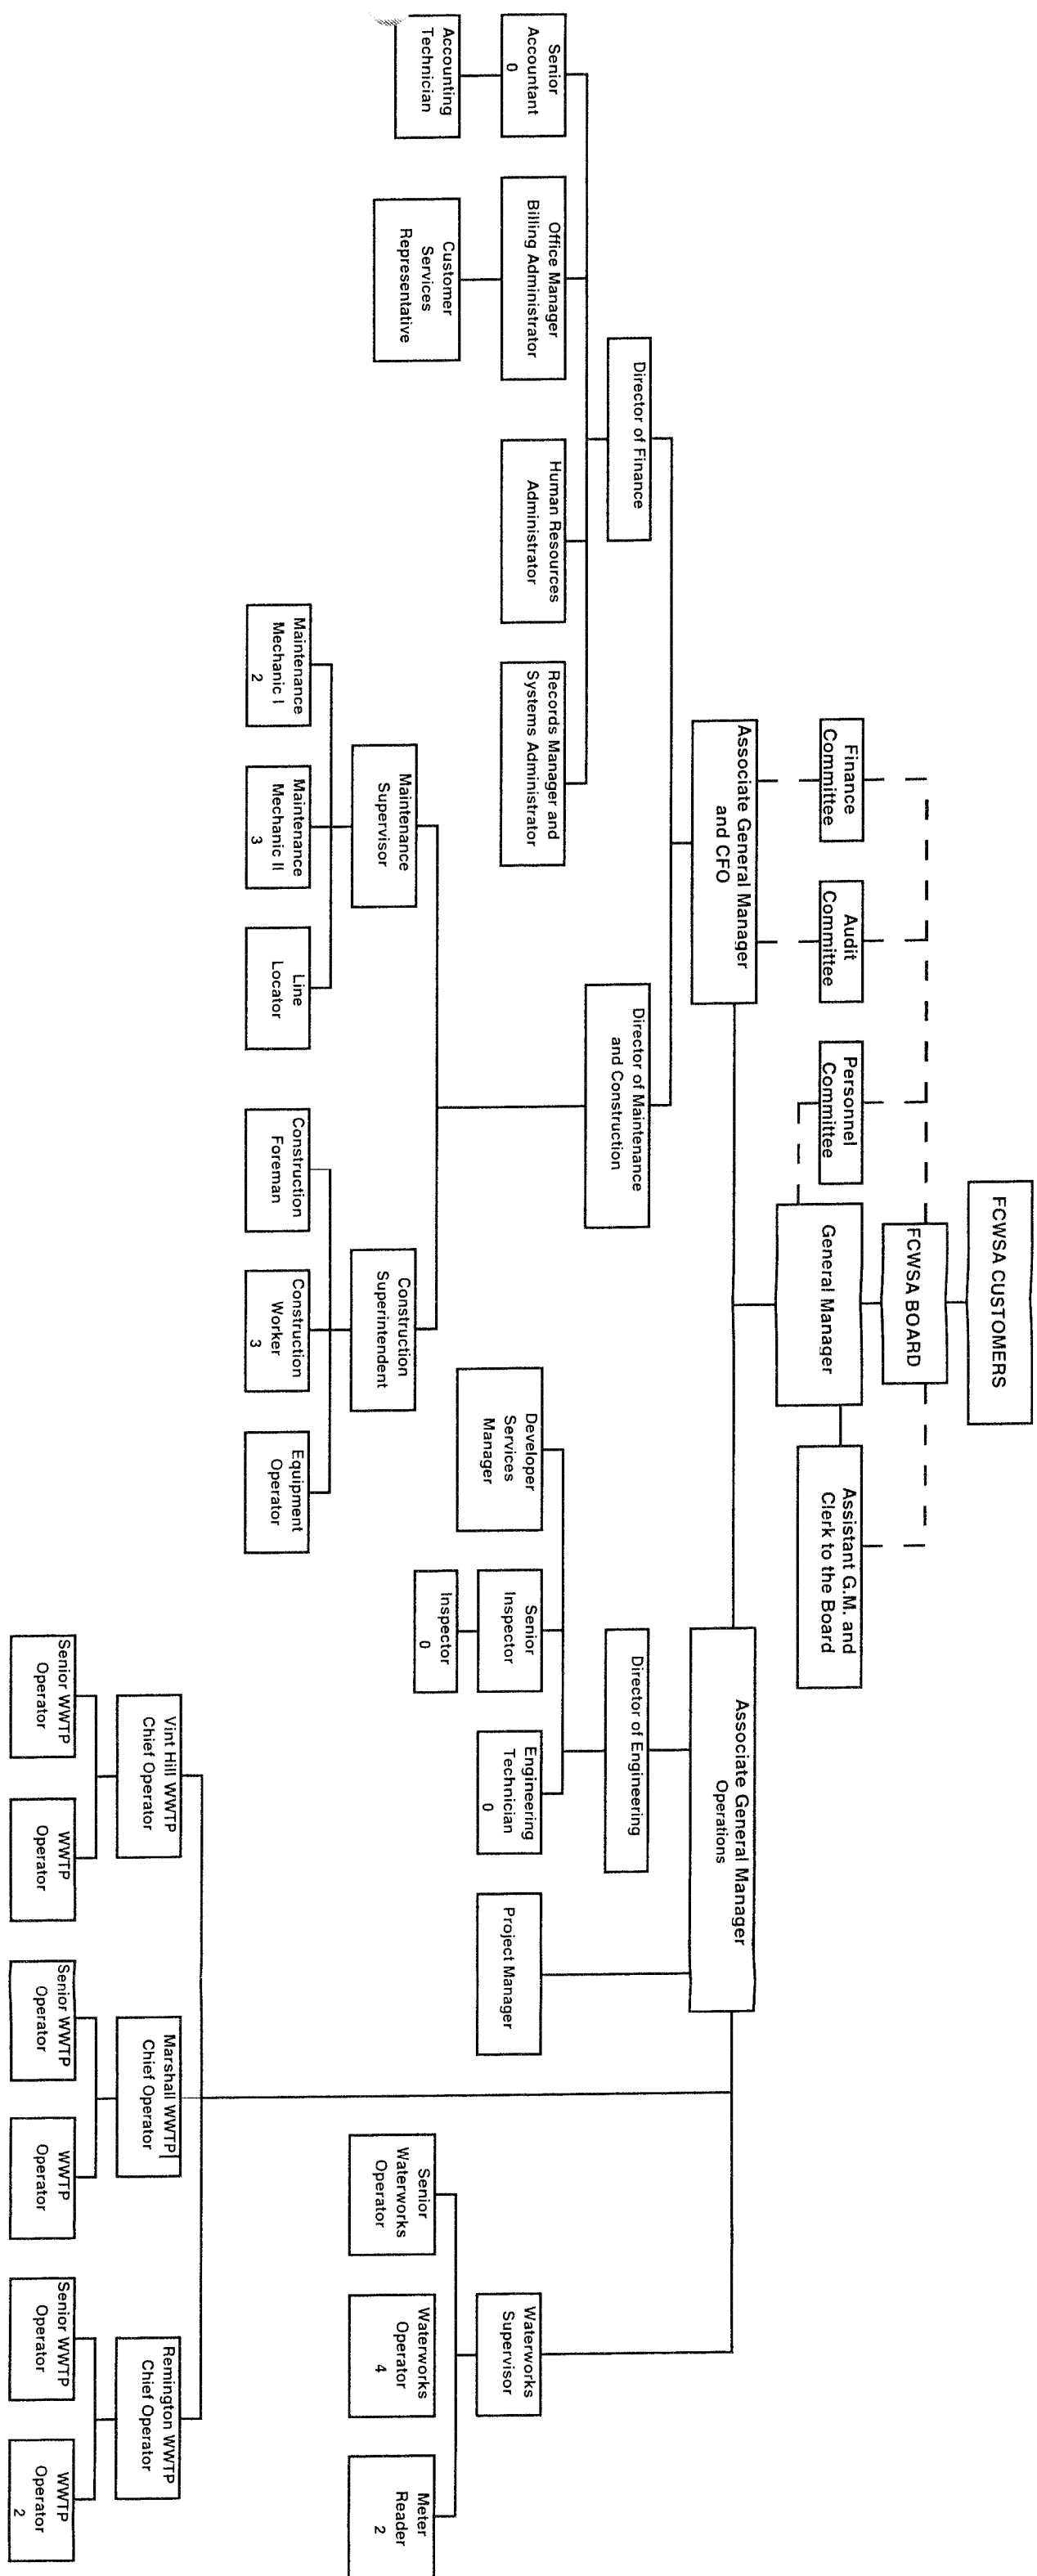 FCWSA CUSTOMERS
FCWSA BOARD
Finance
Committee
Audit
Committee
Personnel
Committee
General Manager
Assistant G.M. and
Clerk to the Board
Associate General Manager
and CFO
Associate General Manager
Operations
Director of Finance
Director of Maintenance
and Construction
Director of Engineering
Senior
Accountant
0
Office Manager
Billing Administrator
Human Resources
Administrator
Records Manager and
Systems Administrator
Accounting
Technician
Customer
Services
Representative
Developer
Services
Manager
Senior
Inspector
Engineering
Technician
0
Project Manager
Waterworks
Supervisor
Inspector
0
Maintenance
Supervisor
Construction
Superintendent
Senior
Waterworks
Operator
Waterworks
Operator
4
Meter
Reader
2
Maintenance
Mechanic I
2
Maintenance
Mechanic II
3
Line
Locator
Construction
Foreman
Construction
Worker
3
Equipment
Operator
Vint Hill WWTP
Chief Operator
Marshall WWTP
Chief Operator
Remington WWTP
Chief Operator
Senior WWTP
Operator
WWTP
Operator
Senior WWTP
Operator
WWTP
Operator
Senior WWTP
Operator
WWTP
Operator
2